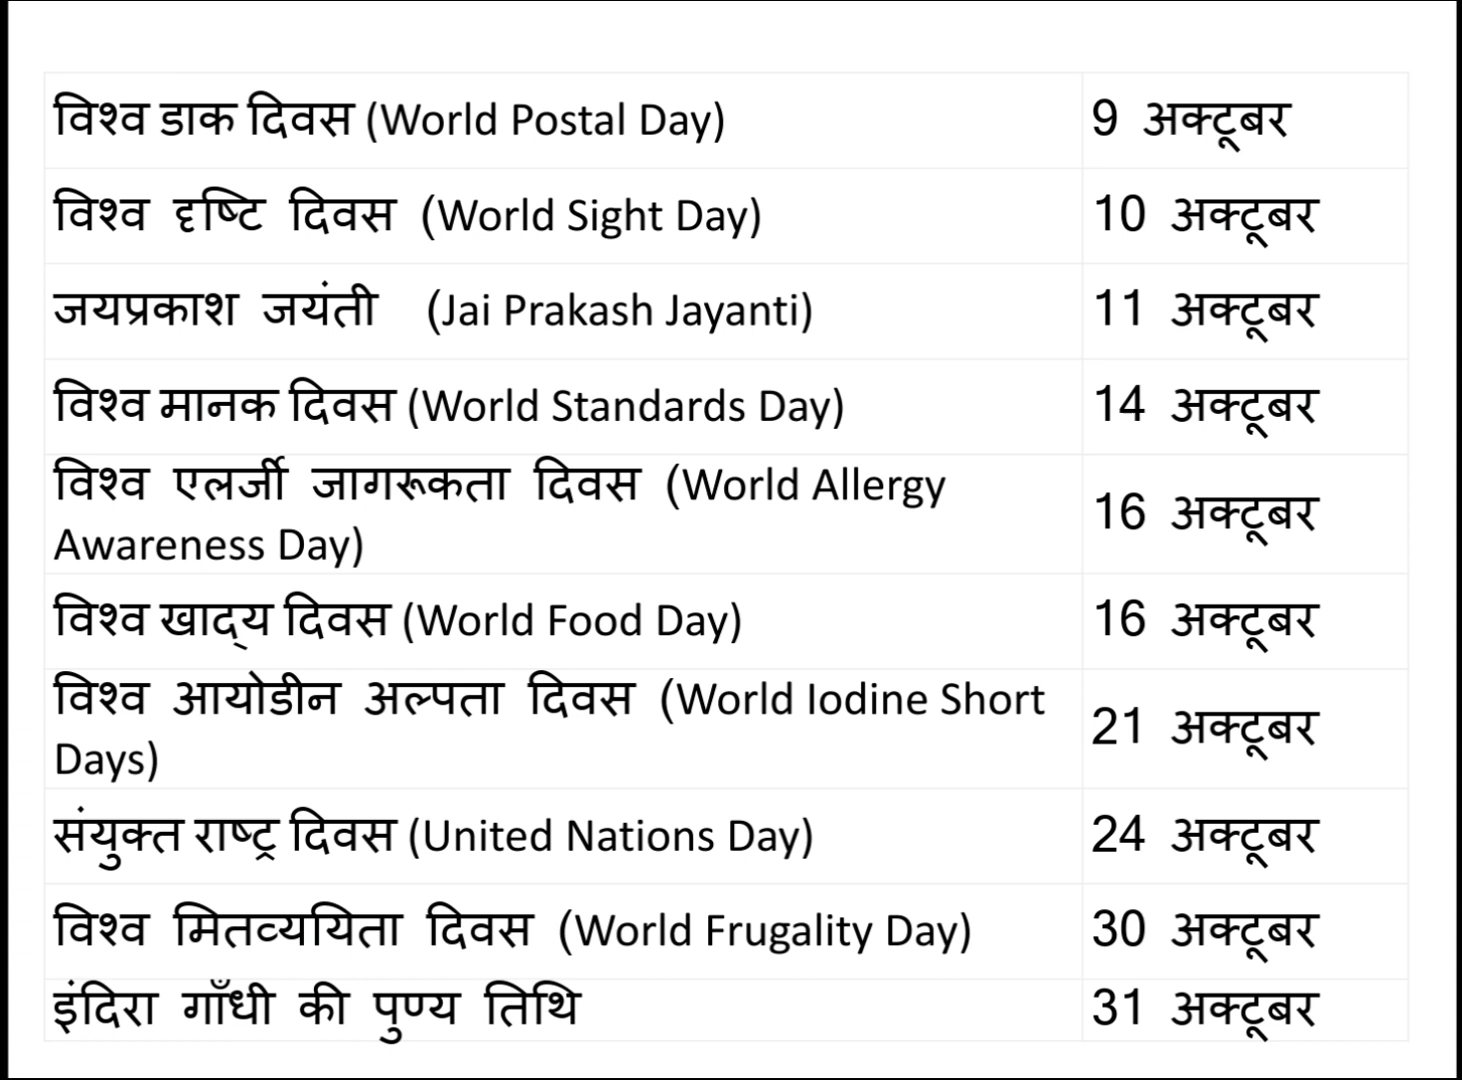 विश्व डाक दिवस (World Postal Day) 9 अक्टूबर
विश्व दृष्टि दिवस (World Sight Day) 10 अक्टूबर
जयप्रकाश जयंती (Jai Prakash Jayanti) 11 अक्टूबर
विश्व मानक दिवस (World Standards Day) 14 अक्टूबर
विश्व एलर्जी जागरूकता दिवस (World Allergy
Awareness Day) 16 अक्टूबर
विश्व खाद्य दिवस (World Food Day) 16 अक्टूबर
विश्व आयोडीन अल्पता दिवस (World Iodine Short
Days) 21 अक्टूबर
संयुक्त राष्ट्र दिवस (United Nations Day) 24 अक्टूबर
विश्व मितव्ययिता दिवस (World Frugality Day) 30 अक्टूबर
इंदिरा गाँधी की पुण्य तिथि 31 अक्टूबर